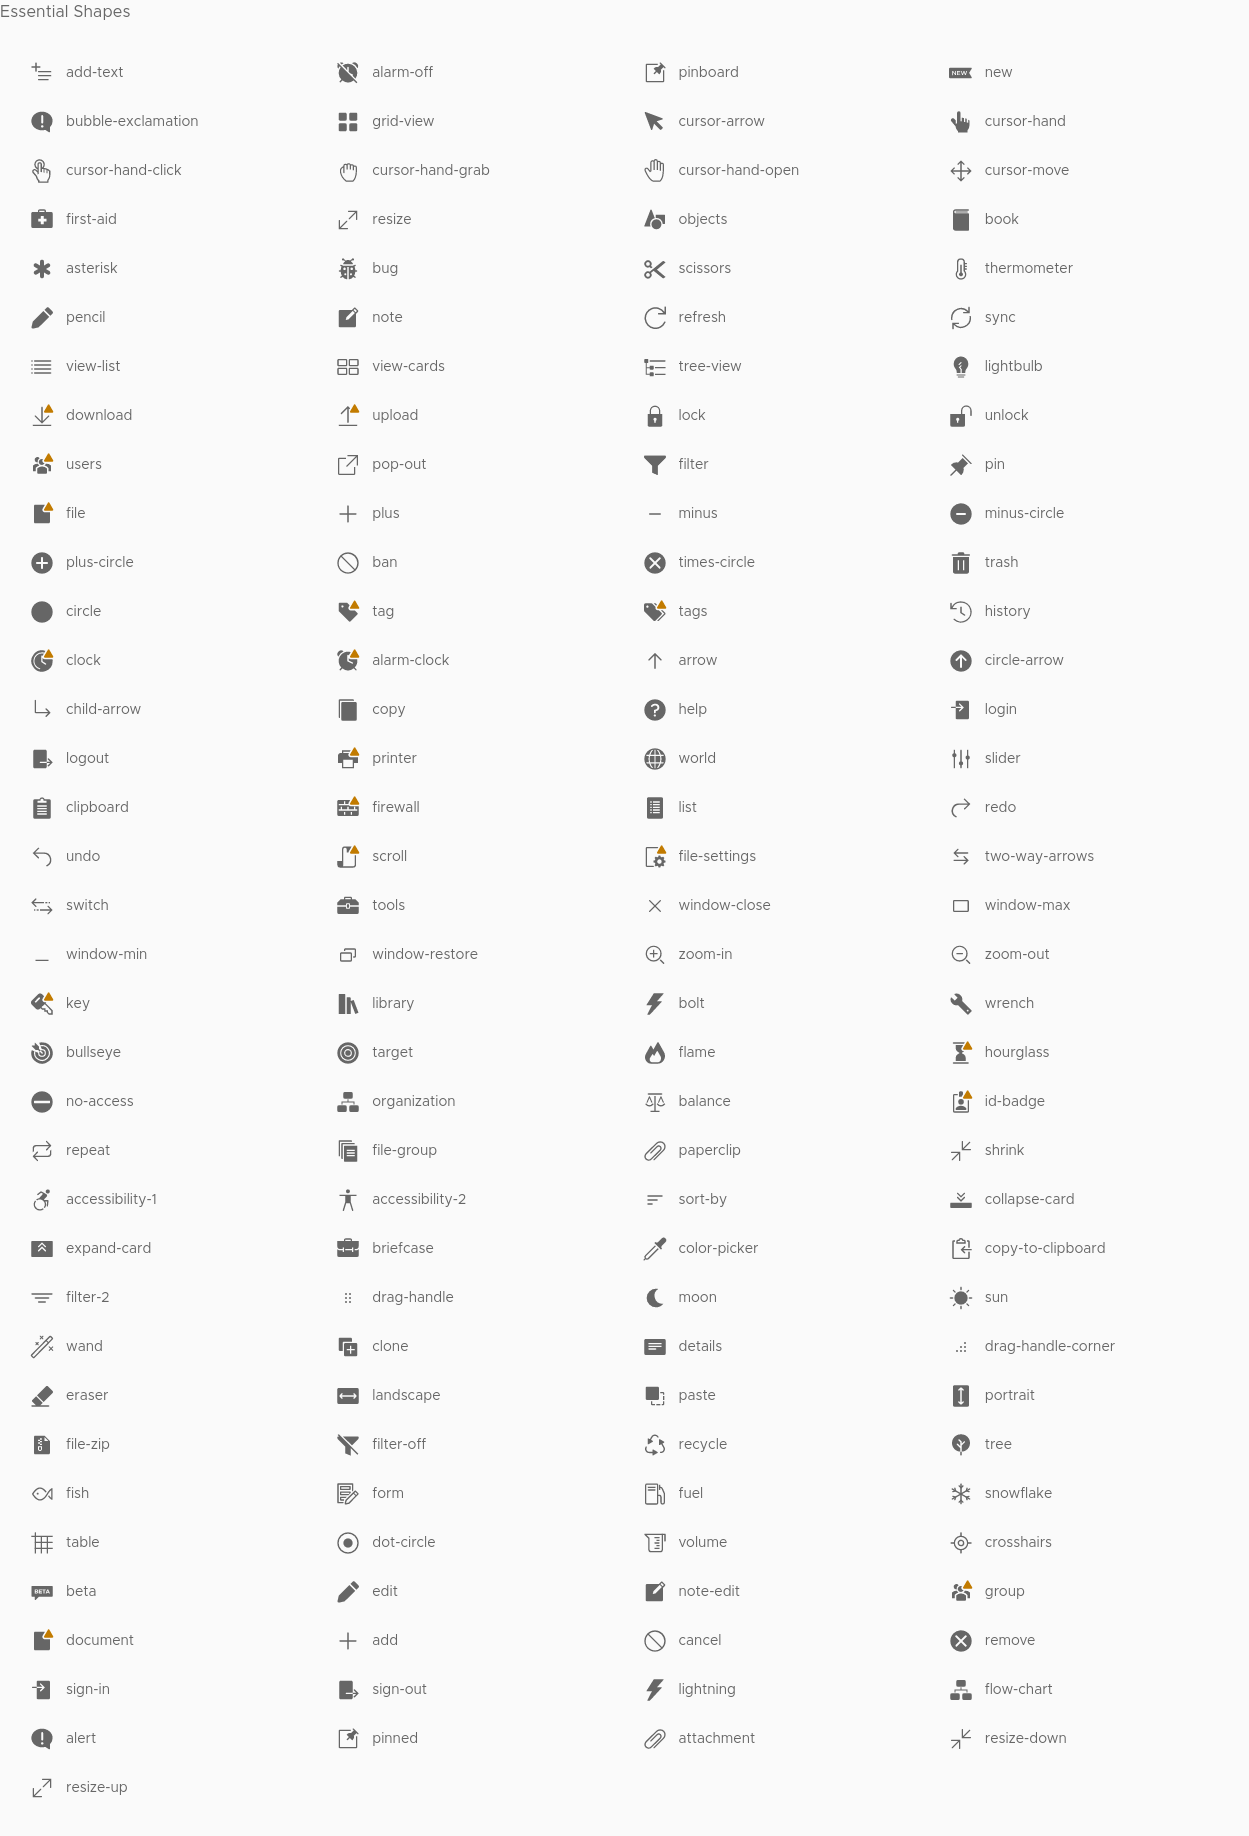 Essential Shapes
add-text alarm-off pinboard NEW new
bubble-exclamation grid-view cursor-arrow cursor-hand
cursor-hand-click cursor-hand-grab cursor-hand-open cursor-move
first-aid resize objects book
asterisk bug scissors thermometer
pencil note refresh sync
view-list view-cards tree-view lightbulb
download upload lock unlock
users pop-out filter pin
file plus minus minus-circle
plus-circle ban times-circle trash
circle tag tags history
clock alarm-clock arrow circle-arrow
child-arrow copy help login
logout printer world slider
clipboard firewall list redo
undo scroll file-settings two-way-arrows
switch tools window-close window-max
window-min window-restore zoom-in zoom-out
key library bolt wrench
bullseye target flame hourglass
no-access organization balance id-badge
repeat file-group paperclip shrink
accessibility-1 accessibility-2 sort-by collapse-card
expand-card briefcase color-picker copy-to-clipboard
filter-2 drag-handle moon sun
wand clone details drag-handle-corner
eraser landscape paste portrait
file-zip filter-off recycle tree
fish form fuel snowflake
table dot-circle volume crosshairs
BETA beta edit note-edit group
document add cancel remove
sign-in sign-out lightning flow-chart
alert pinned attachment resize-down
resize-up